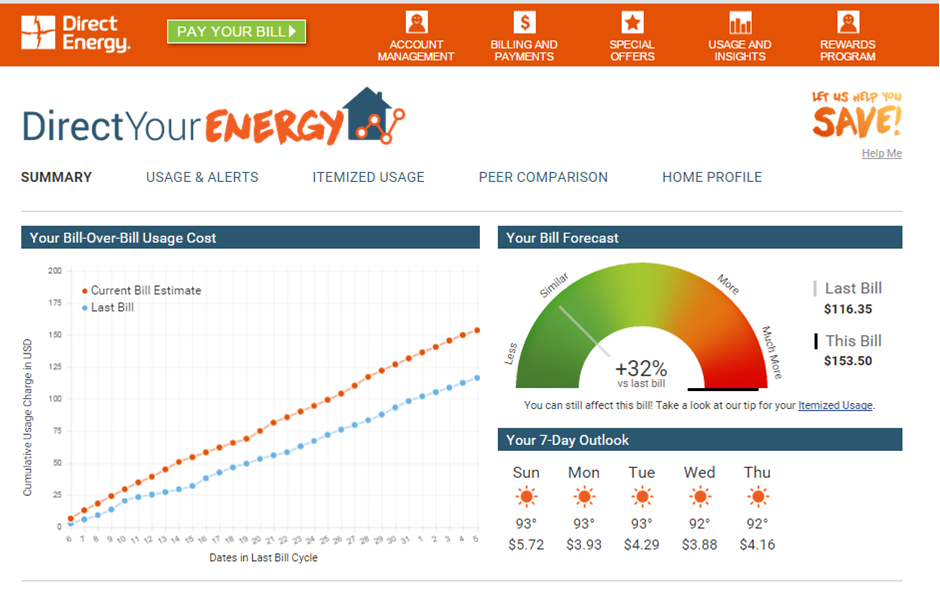 Direct
Energy.
PAY YOUR BILL
ACCOUNT
MANAGEMENT
BILLING AND
PAYMENTS
SPECIAL
OFFERS
USAGE AND
INSIGHTS
REWARDS
PROGRAM
DirectYourENERGY
LET US HELP YOU
SAVE!
Help Me
SUMMARY USAGE & ALERTS ITEMIZED USAGE PEER COMPARISON HOME PROFILE
Your Bill-Over-Bill Usage Cost
Cumulative Usage Charge in USD
200
175
150
125
100
75
50
25
0
Current Bill Estimate
Last Bill
6 7 8 9 10 11 12 13 14 15 16 17 18 19 20 21 22 23 24 25 26 27 28 29 30 31 1 2 3 4 5
Dates in Last Bill Cycle
Your Bill Forecast
Less
Similar
More
Much More
+32%
vs last bill
Last Bill
$116.35
This Bill
$153.50
You can still affect this bill! Take a look at our tip for your Itemized Usage.
Your 7-Day Outlook
Sun Mon Tue Wed Thu
93° 93° 93° 92° 92°
$5.72 $3.93 $4.29 $3.88 $4.16